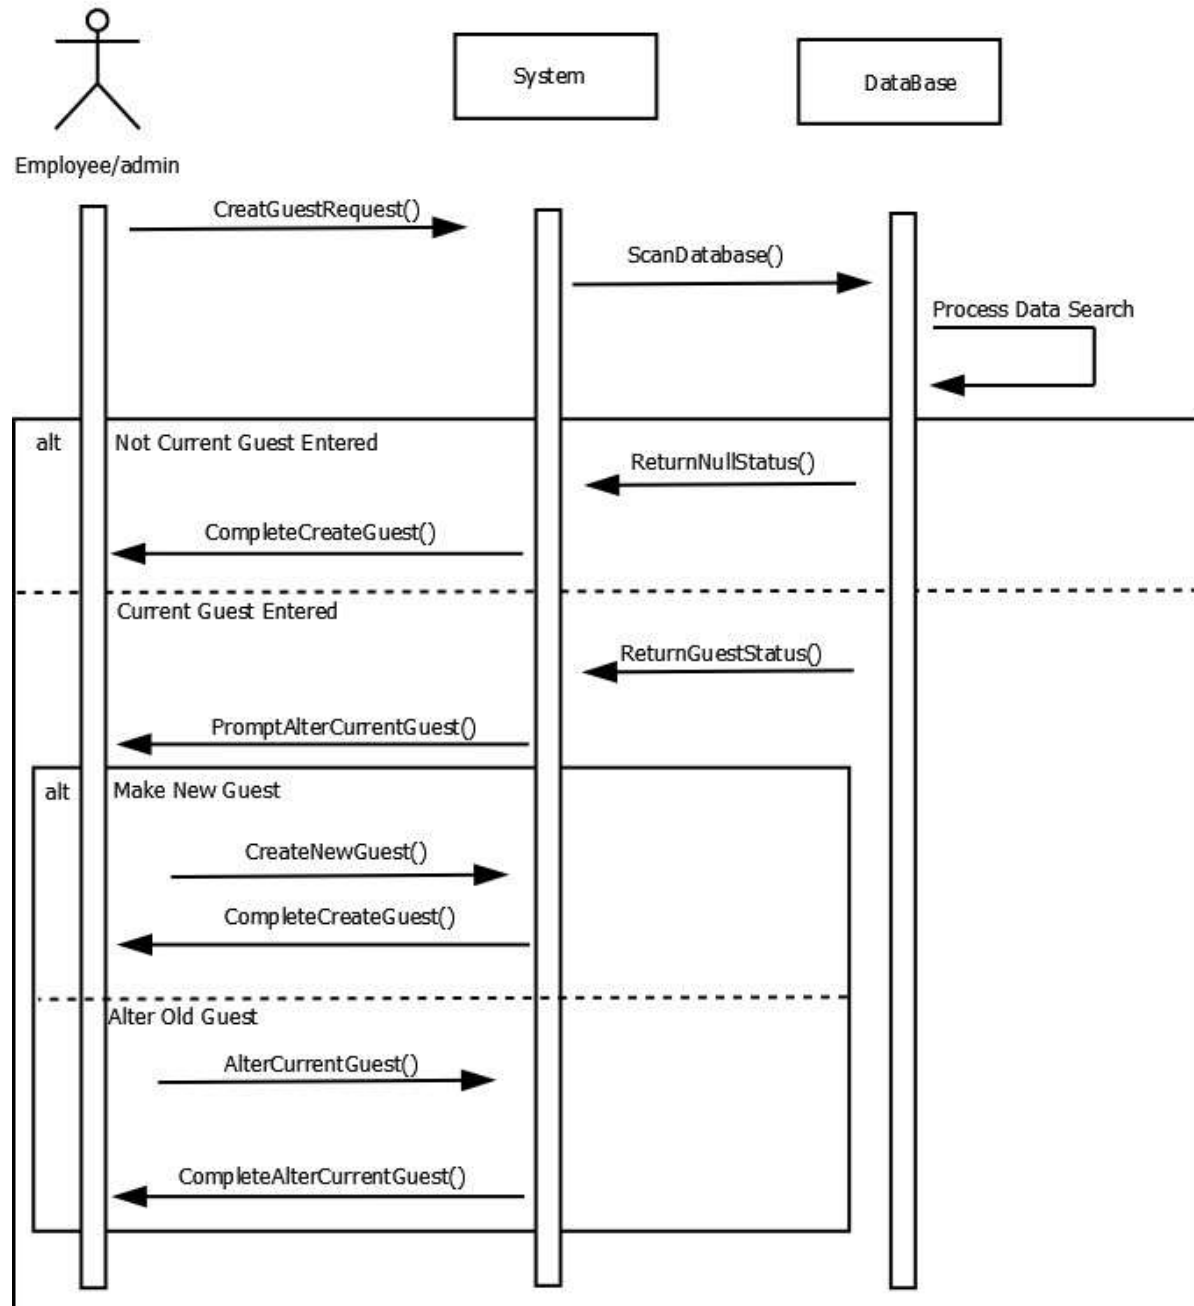 System
DataBase
Employee/admin
CreatGuestRequest()
ScanDatabase()
Process Data Search
alt
Not Current Guest Entered
ReturnNullStatus()
CompleteCreateGuest()
Current Guest Entered
ReturnGuestStatus()
PromptAlterCurrentGuest()
alt
Make New Guest
CreateNewGuest()
CompleteCreateGuest()
Alter Old Guest
AlterCurrentGuest()
CompleteAlterCurrentGuest()